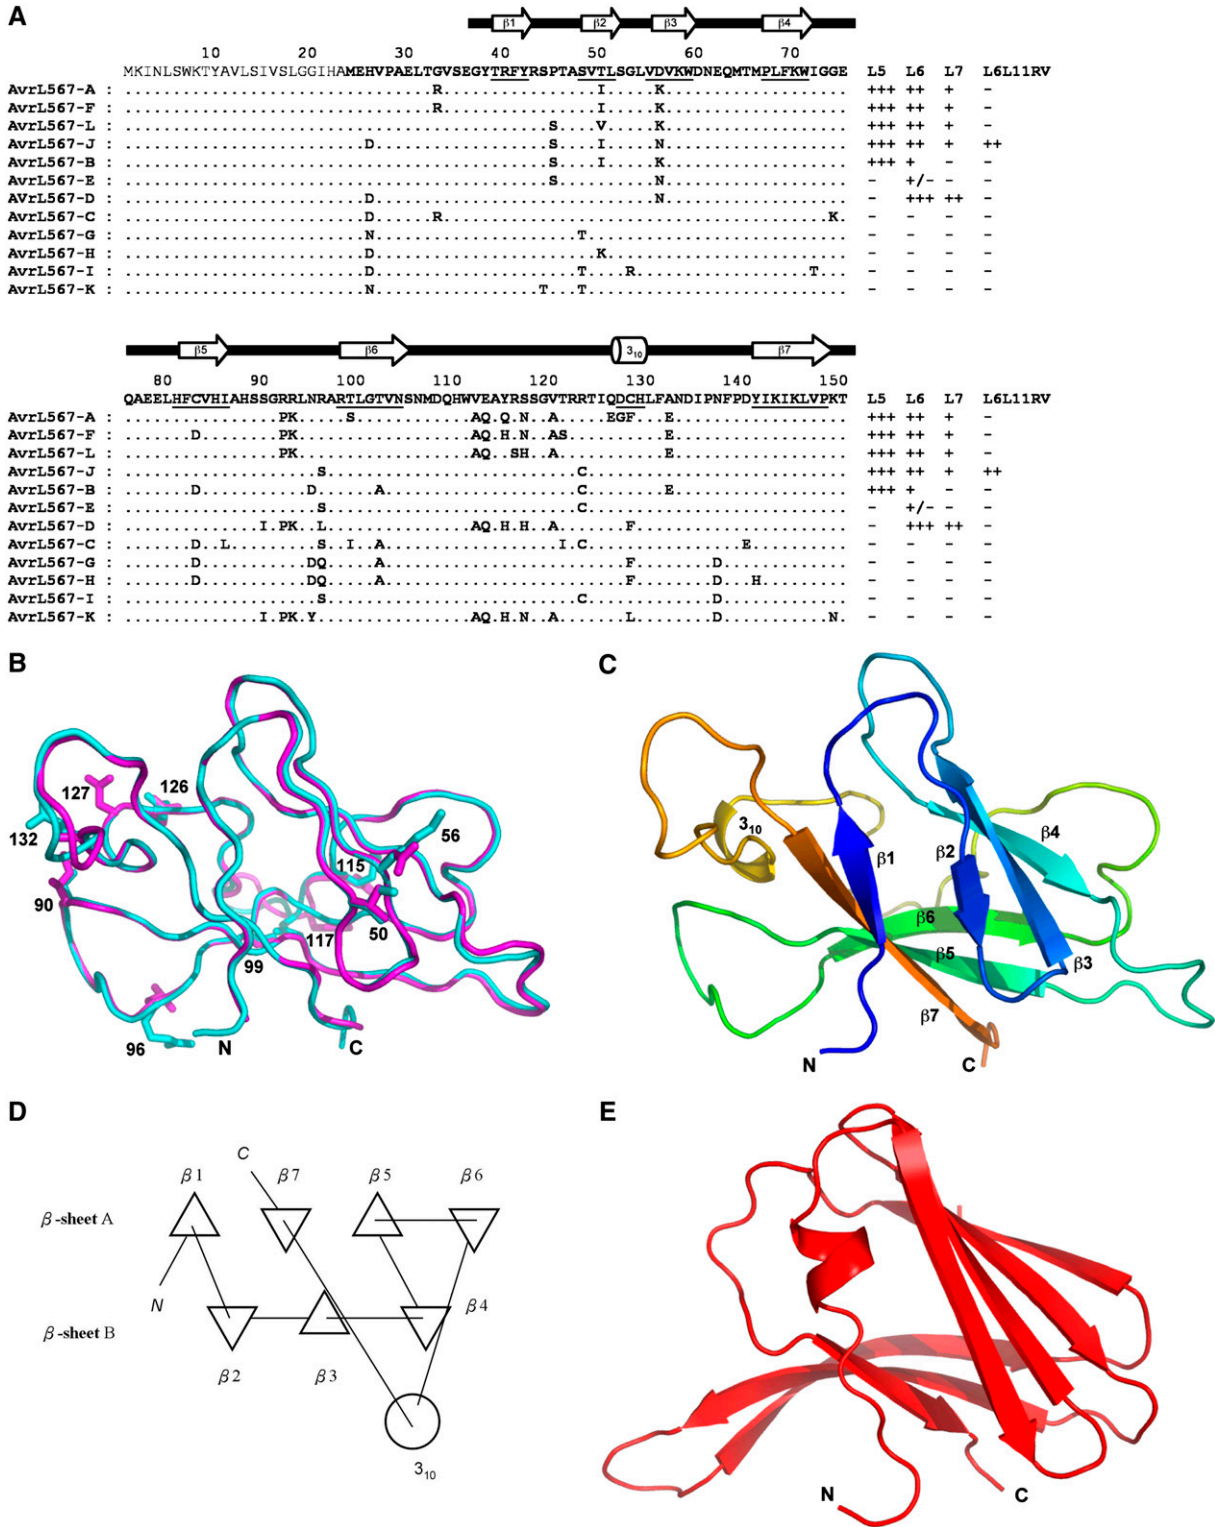 A
β1 β2 β3 β4
10 20 30 40 50 60 70
MKINLSWKTYAVLSIVSLGGIHAMEHVPAELTGVSEGYTRFYRSPTASVTLSGLVDVKWDNEQMTMPLFKWIGGE L5 L6 L7 L6L11RV
AvrL567-A : ................................R................I.....K................... +++ ++ + -
AvrL567-F : ................................R................I.....K................... +++ ++ + -
AvrL567-L : ............................................S....V.....K................... +++ ++ + -
AvrL567-J : .........................D..................S....I.....N................... +++ ++ + ++
AvrL567-B : ............................................S....I.....K................... +++ + - -
AvrL567-E : ............................................S..........N................... - +/- - -
AvrL567-D : .........................D.............................N................... - +++ ++ -
AvrL567-C : .........................D......R........................................K. - - - -
AvrL567-G : .........................N.....................T........................... - - - -
AvrL567-H : .........................D.......................K......................... - - - -
AvrL567-I : .........................D.....................T....R..................T... - - - -
AvrL567-K : .........................N.................T...T........................... - - - -
β5 β6 3₁₀ β7
80 90 100 110 120 130 140 150
QAEELHFCVHIAHSSGRRLNRARTLGTVNSNMDQHWVEAYRSSGVTRRTIQDCHLFANDIPNFPDYIKIKLVPKT L5 L6 L7 L6L11RV
AvrL567-A : ................PK.....S............AQ.Q.N..A.....EGF...E.................. +++ ++ + -
AvrL567-F : .......D........PK..................AQ.H.N..AS..........E.................. +++ ++ + -
AvrL567-L : ................PK..................AQ..SH..A...........E.................. +++ ++ + -
AvrL567-J : ....................S..........................C........................... +++ ++ + ++
AvrL567-B : .......D...........D......A....................C........E.................. +++ + - -
AvrL567-E : ....................S..........................C........................... - +/- - -
AvrL567-D : ..............I.PK..L...............AQ.H.H..A.......F...................... - +++ ++ -
AvrL567-C : .......D..I.........S..I..A..................I.C................E.......... - - - -
AvrL567-G : .......D...........DQ.....A.........................F........D............. - - - -
AvrL567-H : .......D...........DQ.....A.........................F........D...H......... - - - -
AvrL567-I : ....................S..........................C.............D............. - - - -
AvrL567-K : ..............I.PK.Y................AQ.H.N..A.......L........D...........N. - - - -
B
127 126
132 56
115
90
117 50
99
96 N C
C
3₁₀ β1 β2 β4
β6
β5 β3
β7
N C
D
C
β1 β7 β5 β6
β-sheet A
N β4
β-sheet B
β2 β3
3₁₀
E
N C